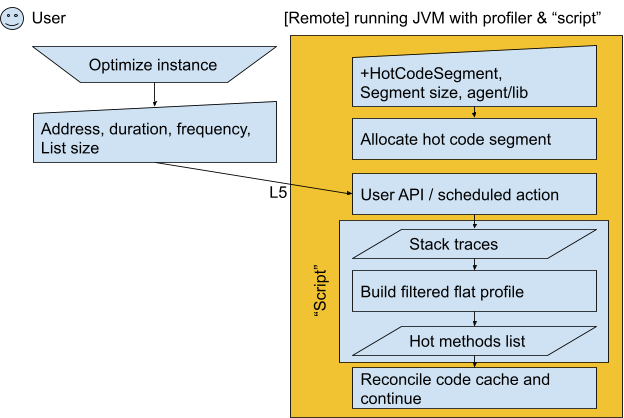 User
[Remote] running JVM with profiler & “script”
Optimize instance
Address, duration, frequency,
List size
L5
+HotCodeSegment,
Segment size, agent/lib
Allocate hot code segment
User API / scheduled action
“Script”
Stack traces
Build filtered flat profile
Hot methods list
Reconcile code cache and
continue